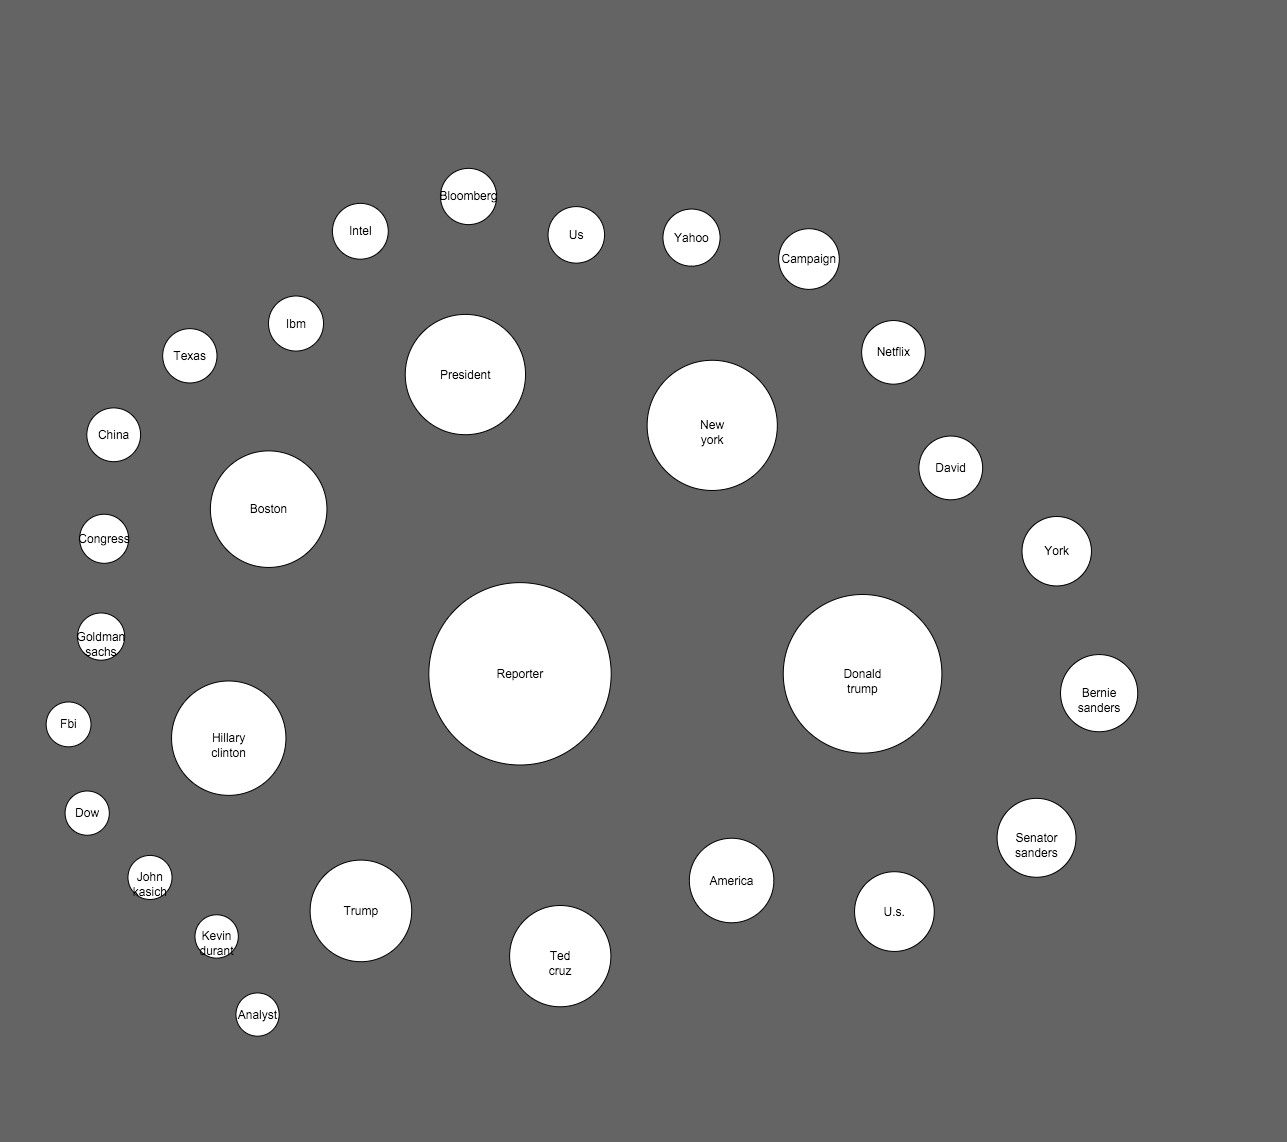 Bloomberg
Intel
Us
Yahoo
Campaign
Ibm
Texas
Netflix
President
China
New
york
David
Boston
Congress
York
Goldman
sachs
Reporter
Donald
trump
Bernie
sanders
Fbi
Hillary
clinton
Dow
Senator
sanders
John
kasich
America
Trump
U.s.
Kevin
durant
Ted
cruz
Analyst